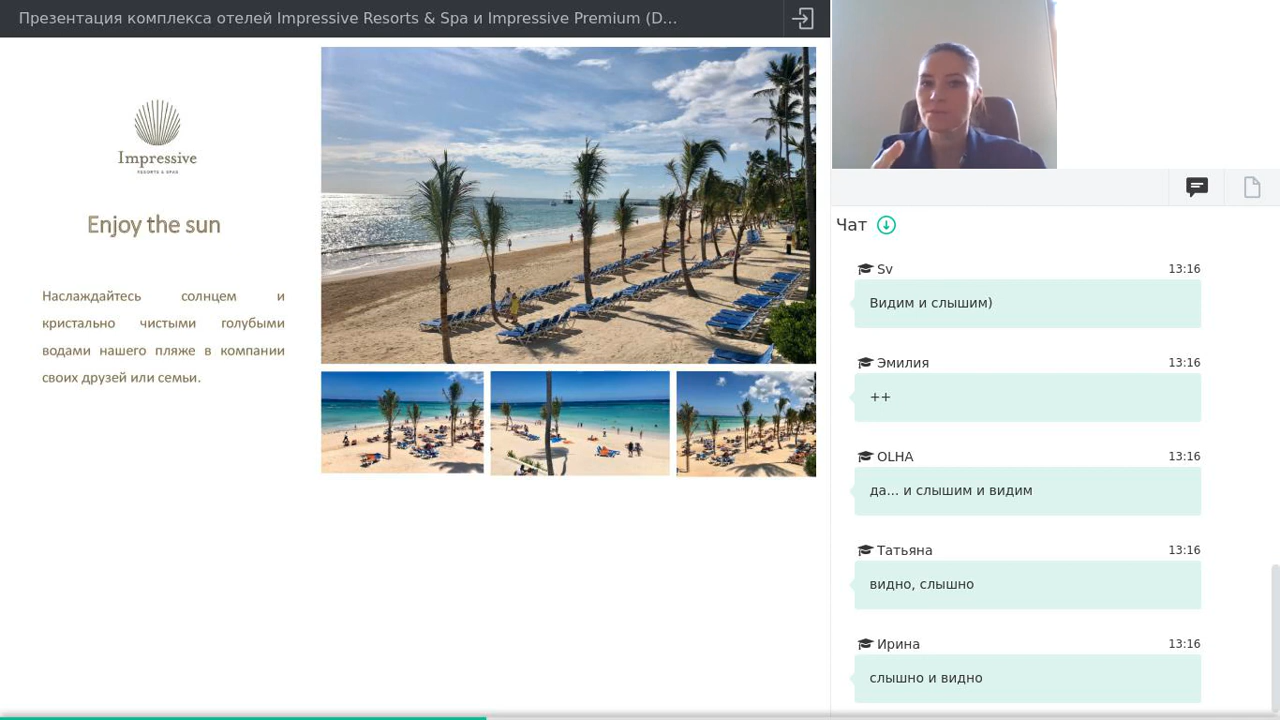 Презентация комплекса отелей Impressive Resorts & Spa и Impressive Premium (D...
Impressive
RESORTS & SPAS
Enjoy the sun
Наслаждайтесь солнцем и
кристально чистыми голубыми
водами нашего пляже в компании
своих друзей или семьи.
Чат
Sv 13:16
Видим и слышим)
Эмилия 13:16
++
OLHA 13:16
да... и слышим и видим
Татьяна 13:16
видно, слышно
Ирина 13:16
слышно и видно